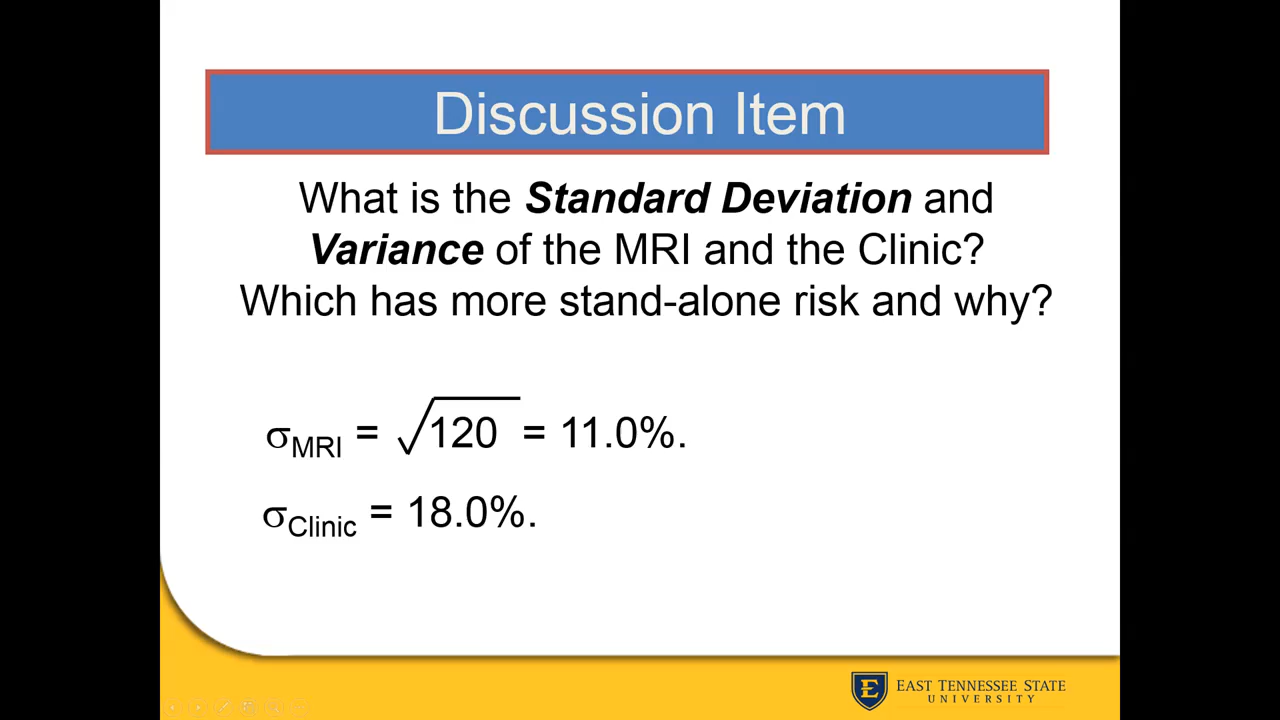 Discussion Item
What is the Standard Deviation and
Variance of the MRI and the Clinic?
Which has more stand-alone risk and why?
σMRI = √120 = 11.0%.
σClinic = 18.0%.
EAST TENNESSEE STATE
UNIVERSITY